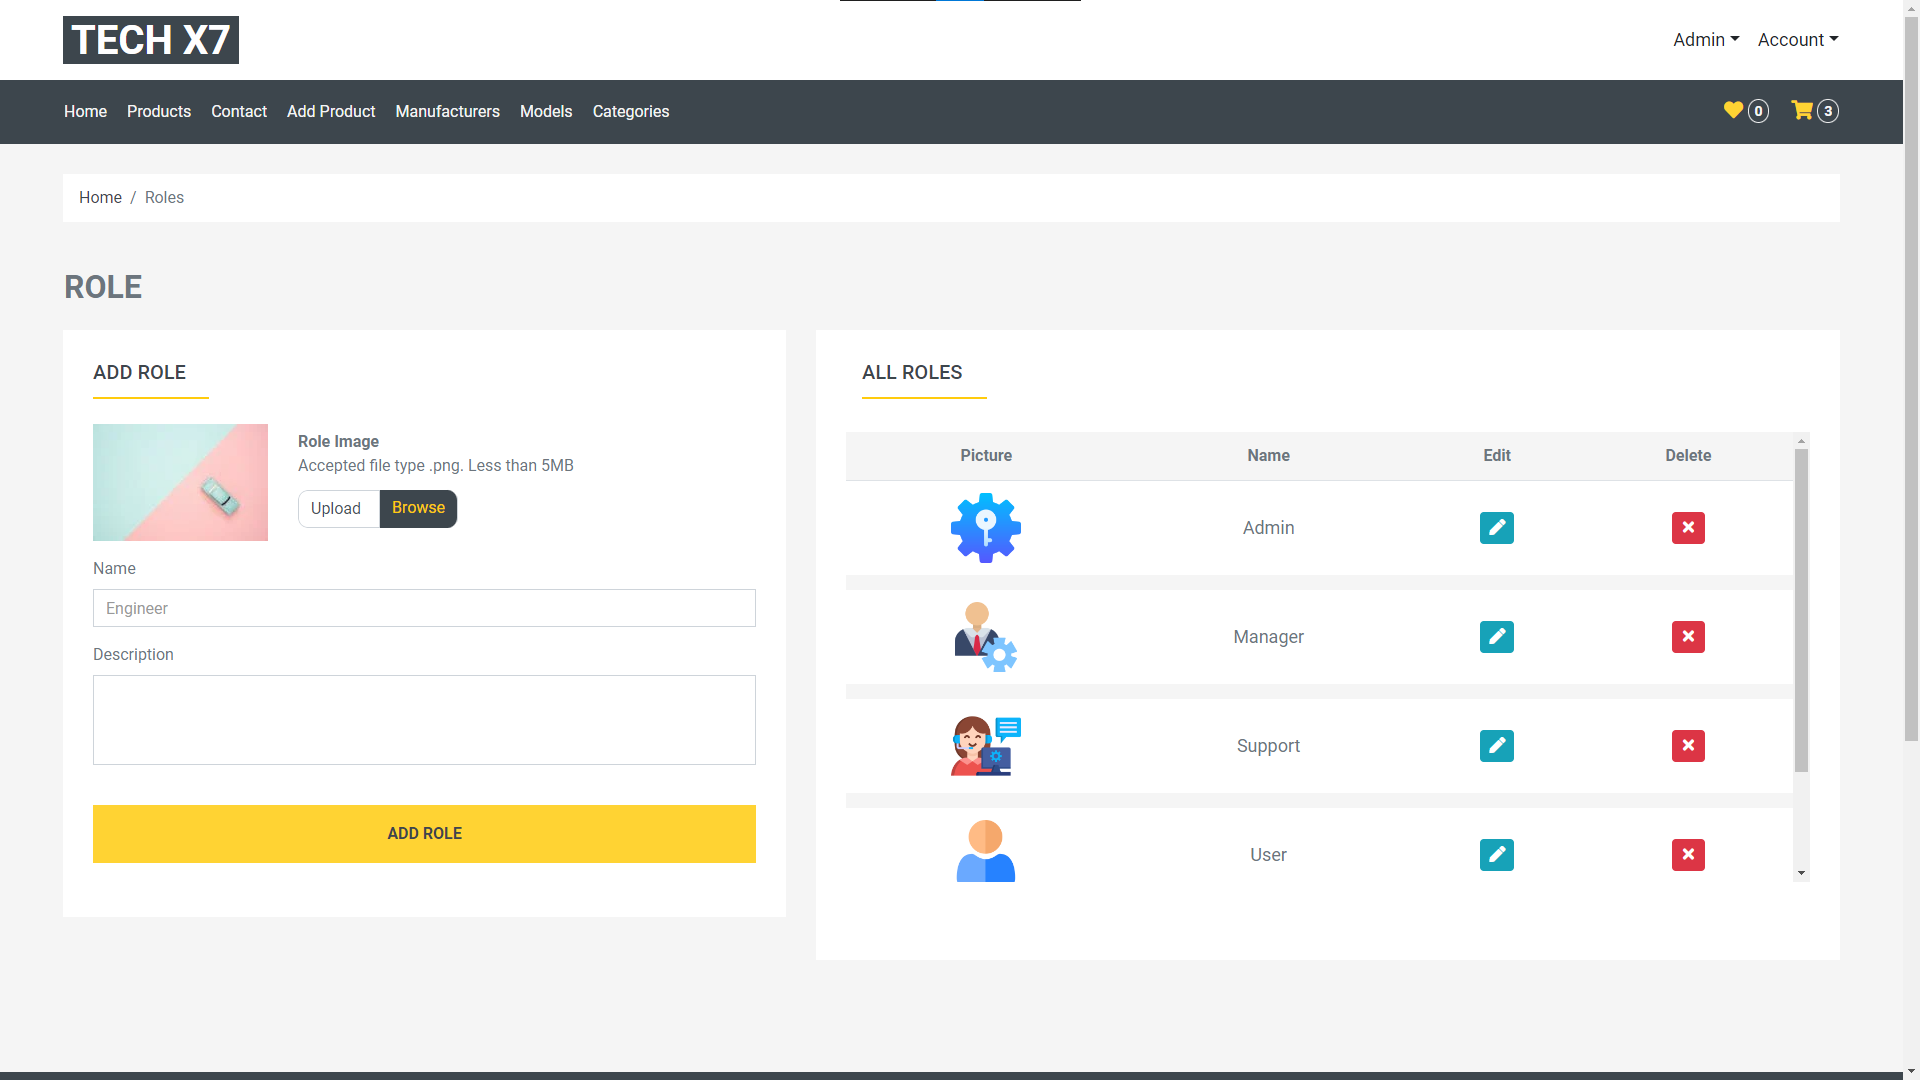 TECH X7
Admin Account
Home Products Contact Add Product Manufacturers Models Categories 0 3
Home / Roles
ROLE
ADD ROLE
Role Image
Accepted file type .png. Less than 5MB
Upload Browse
Name
Engineer
Description
ADD ROLE
ALL ROLES
Picture Name Edit Delete
Admin
Manager
Support
User